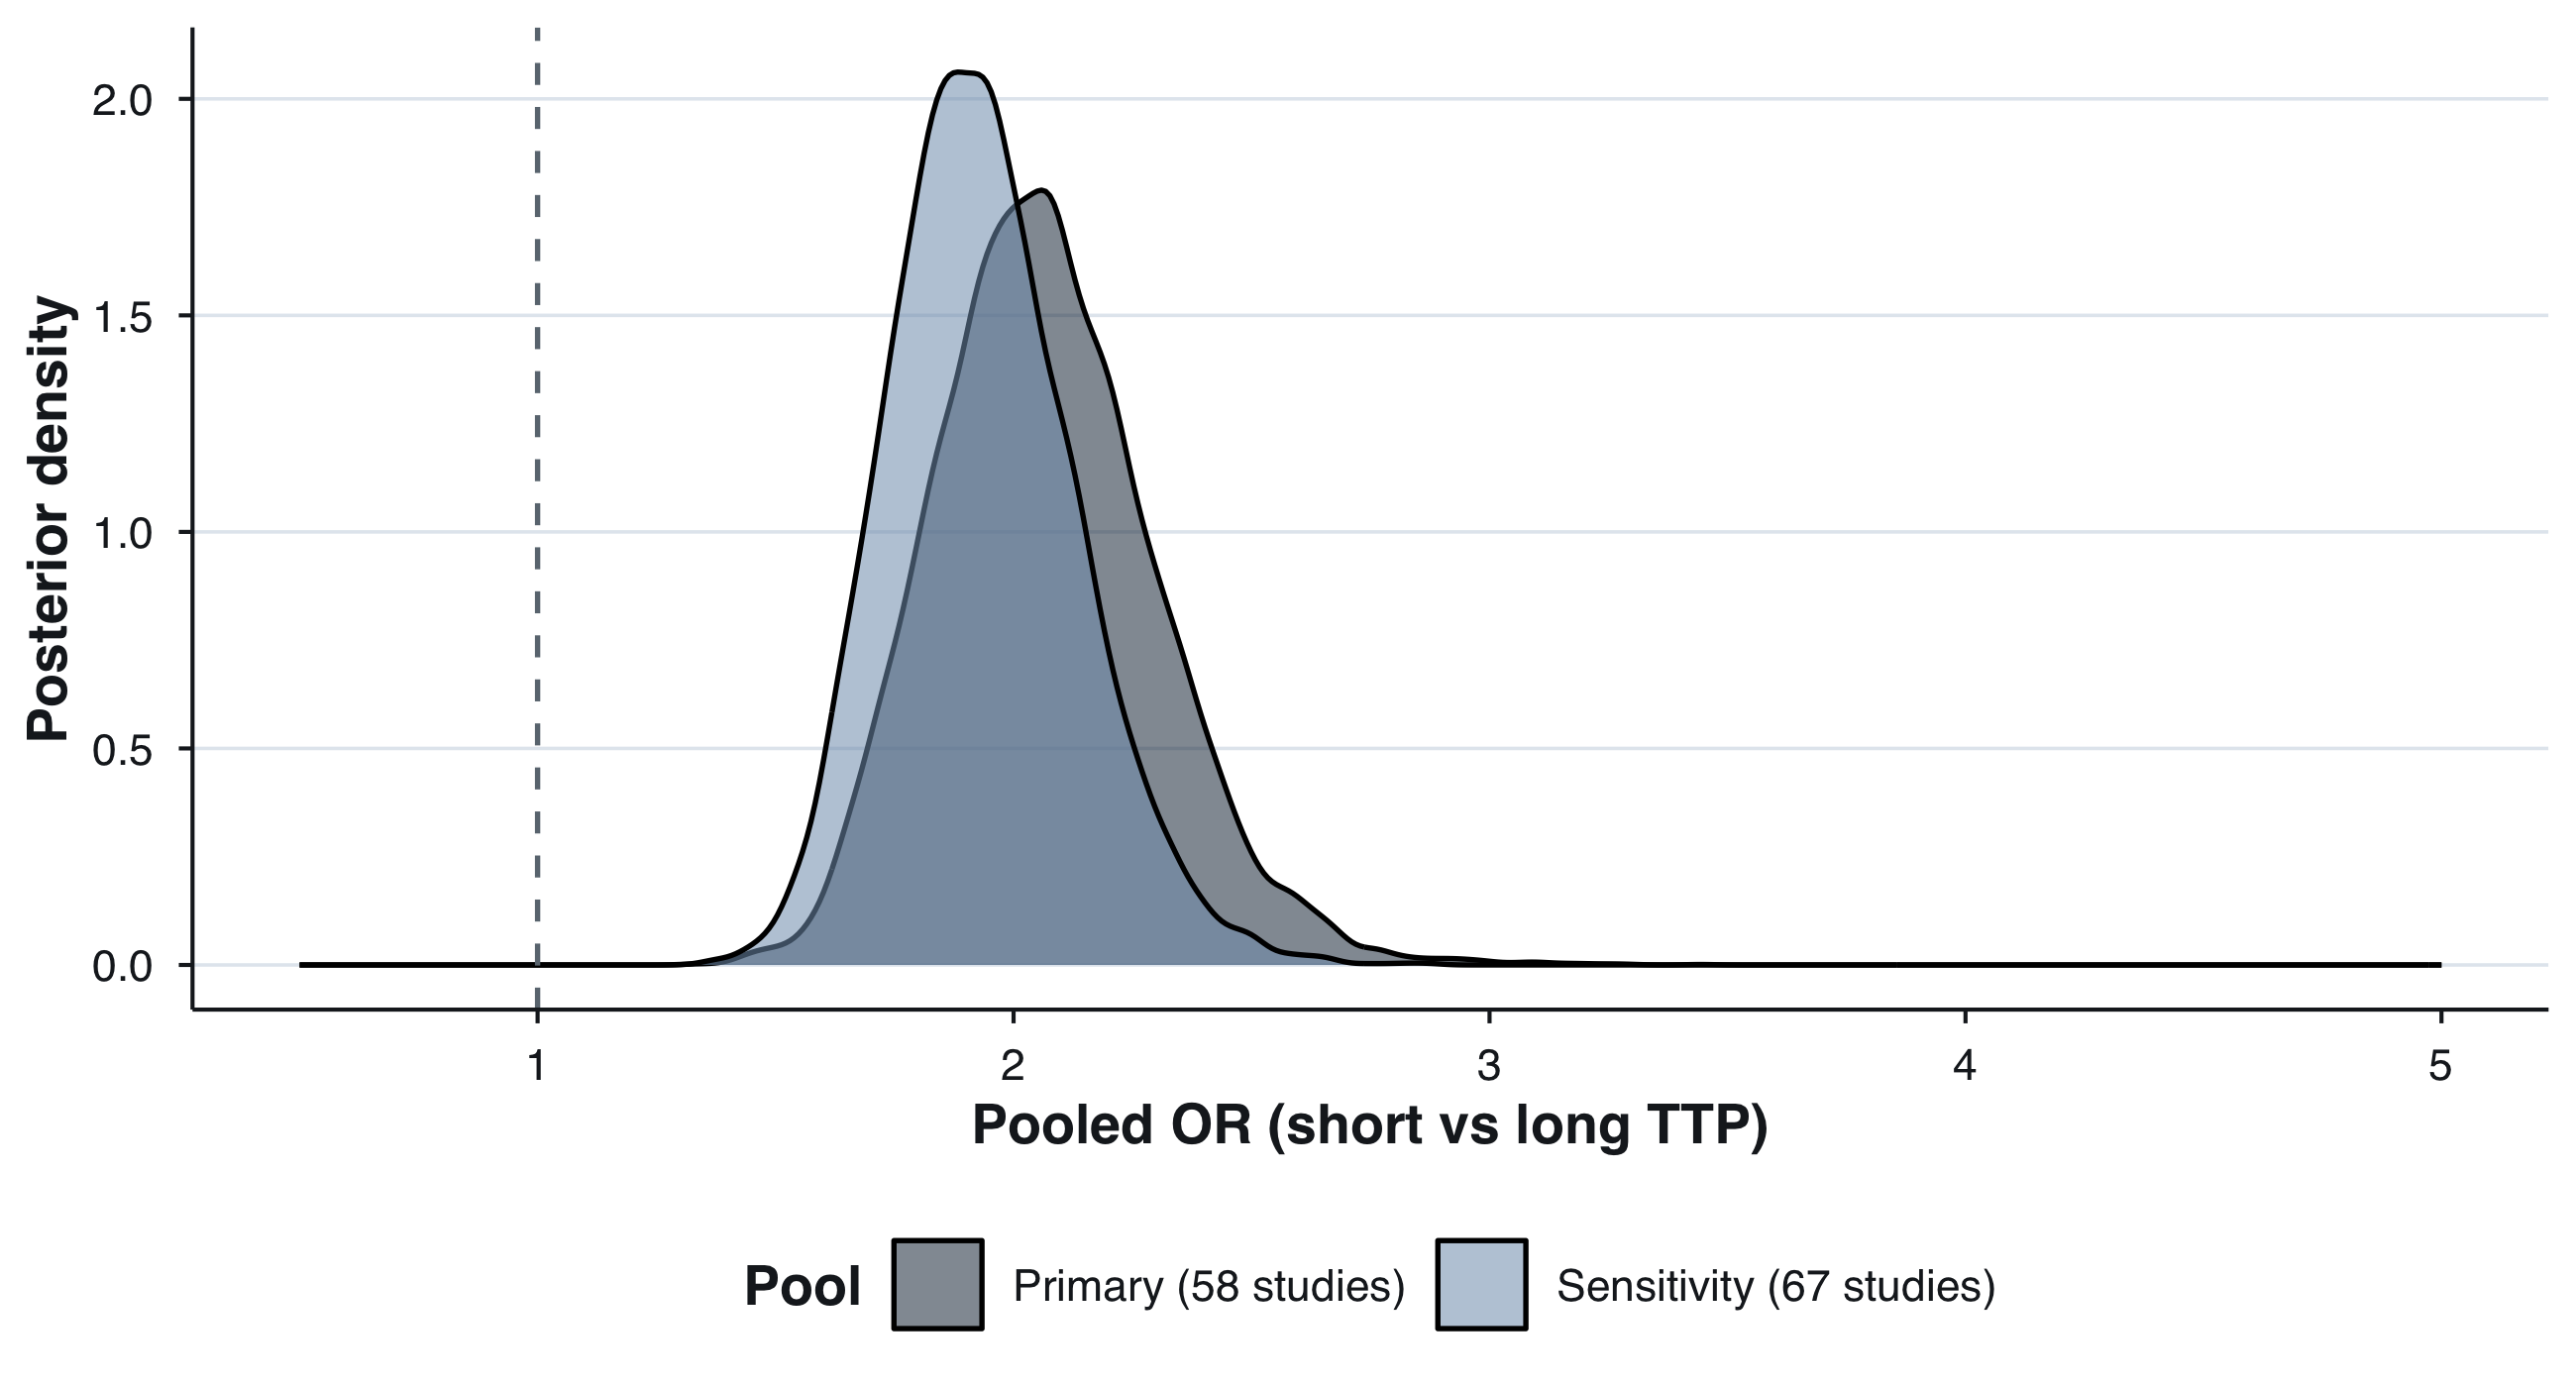 Posterior density
2.0
1.5
1.0
0.5
0.0
1 2 3 4 5
Pooled OR (short vs long TTP)
Pool Primary (58 studies) Sensitivity (67 studies)